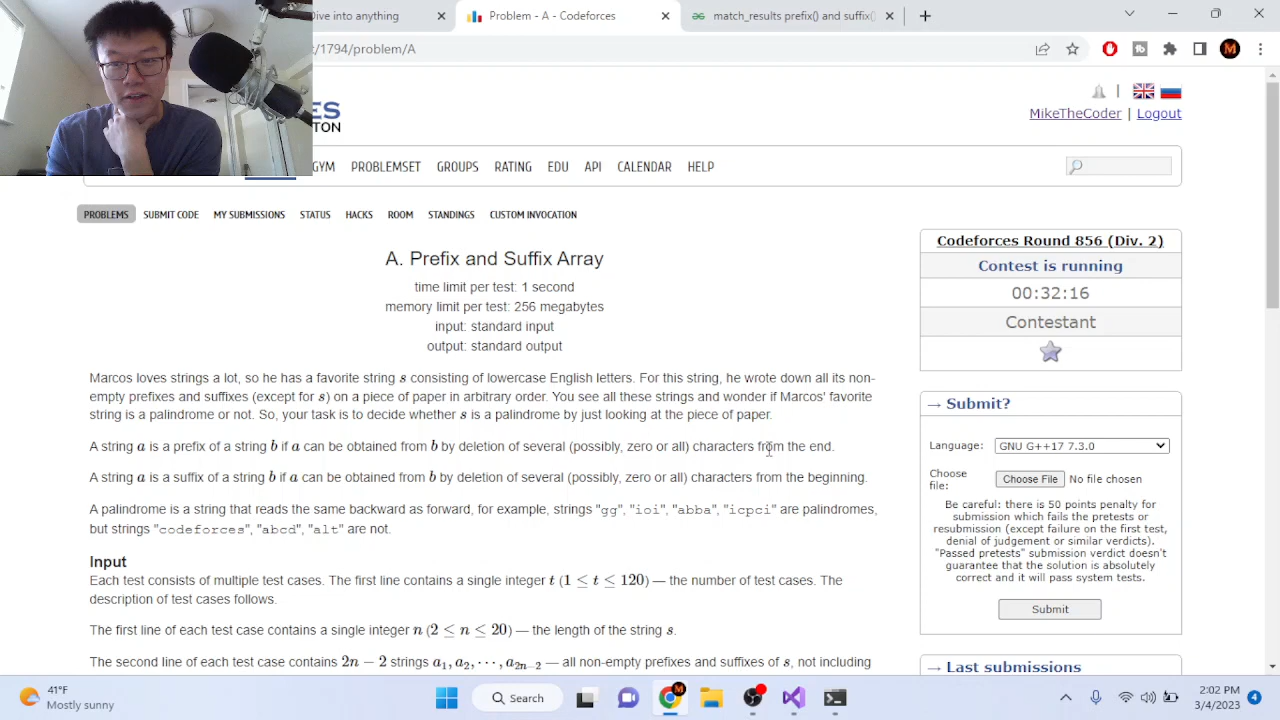 Dive into anything
Problem - A - Codeforces
match_results prefix() and suffix()
t/1794/problem/A
ES
TON
MikeTheCoder | Logout
GYM PROBLEMSET GROUPS RATING EDU API CALENDAR HELP
PROBLEMS SUBMIT CODE MY SUBMISSIONS STATUS HACKS ROOM STANDINGS CUSTOM INVOCATION
A. Prefix and Suffix Array
time limit per test: 1 second
memory limit per test: 256 megabytes
input: standard input
output: standard output
Marcos loves strings a lot, so he has a favorite string s consisting of lowercase English letters. For this string, he wrote down all its non-
empty prefixes and suffixes (except for s) on a piece of paper in arbitrary order. You see all these strings and wonder if Marcos' favorite
string is a palindrome or not. So, your task is to decide whether s is a palindrome by just looking at the piece of paper.
A string a is a prefix of a string b if a can be obtained from b by deletion of several (possibly, zero or all) characters from the end.
A string a is a suffix of a string b if a can be obtained from b by deletion of several (possibly, zero or all) characters from the beginning.
A palindrome is a string that reads the same backward as forward, for example, strings "gg", "ioi", "abba", "icpci" are palindromes,
but strings "codeforces", "abcd", "alt" are not.
Input
Each test consists of multiple test cases. The first line contains a single integer t (1 ≤ t ≤ 120) — the number of test cases. The
description of test cases follows.
The first line of each test case contains a single integer n (2 ≤ n ≤ 20) — the length of the string s.
The second line of each test case contains 2n − 2 strings a1, a2, ⋯, a2n−2 — all non-empty prefixes and suffixes of s, not including
Codeforces Round 856 (Div. 2)
Contest is running
00:32:16
Contestant
→ Submit?
Language: GNU G++17 7.3.0
Choose
file:
Choose File No file chosen
Be careful: there is 50 points penalty for
submission which fails the pretests or
resubmission (except failure on the first test,
denial of judgement or similar verdicts).
"Passed pretests" submission verdict doesn't
guarantee that the solution is absolutely
correct and it will pass system tests.
Submit
→ Last submissions
41°F
Mostly sunny
Search
2:02 PM
3/4/2023
4